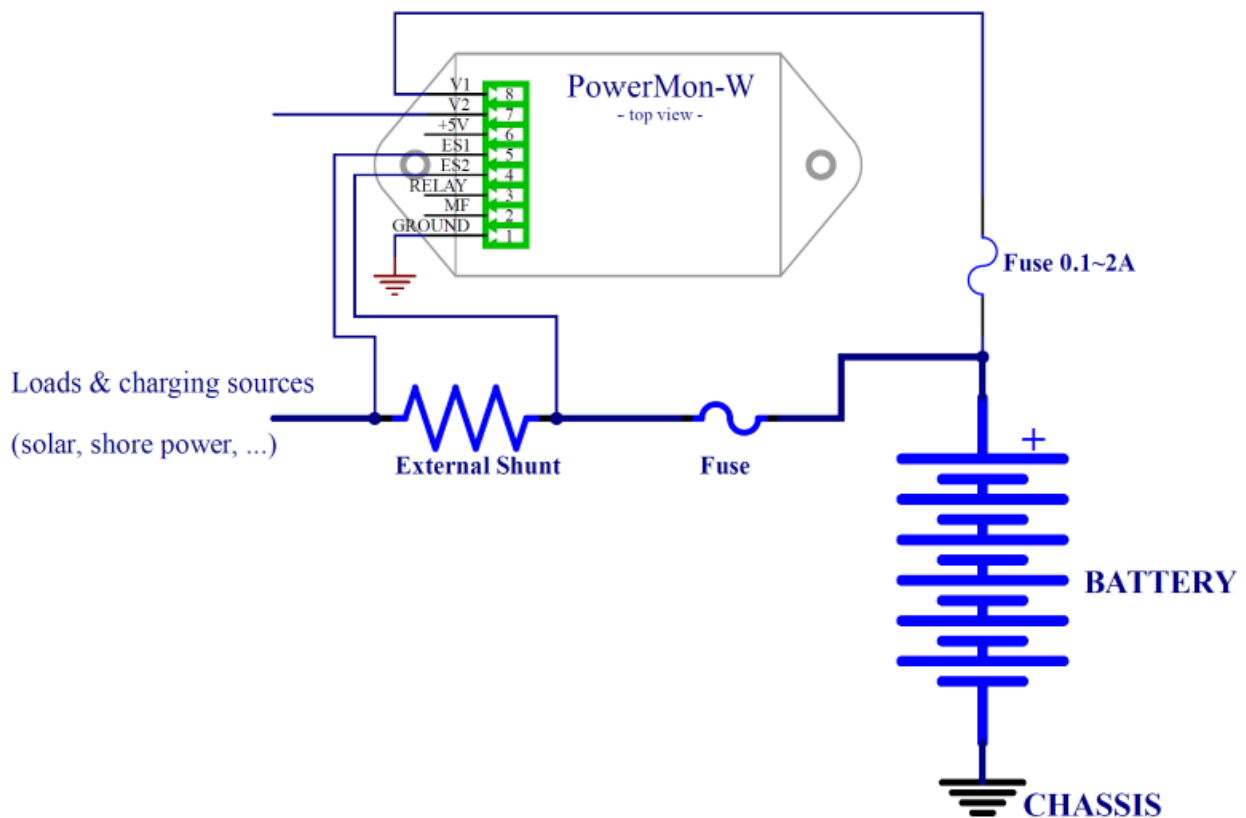 PowerMon-W
- top view -
V1
8
V2
7
+5V
6
ES1
5
ES2
4
RELAY
3
MF
2
GROUND
1
Fuse 0.1~2A
Loads & charging sources
(solar, shore power, ...)
External Shunt
Fuse
+
BATTERY
CHASSIS